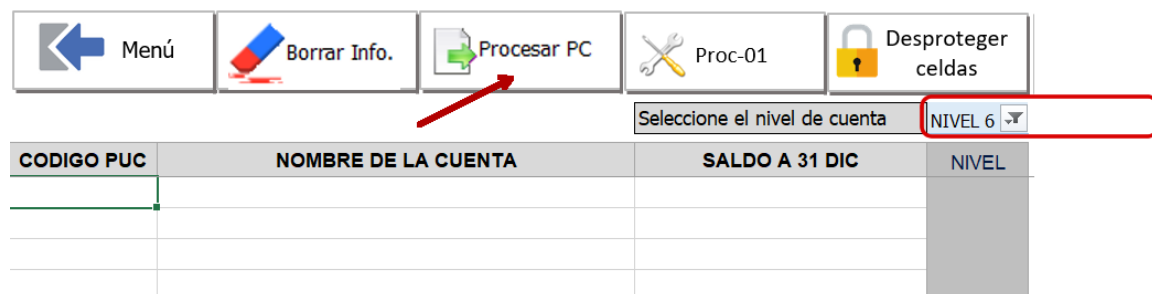 Menú
Borrar Info.
Procesar PC
Proc-01
Desproteger
celdas
Seleccione el nivel de cuenta
NIVEL 6
CODIGO PUC NOMBRE DE LA CUENTA SALDO A 31 DIC NIVEL